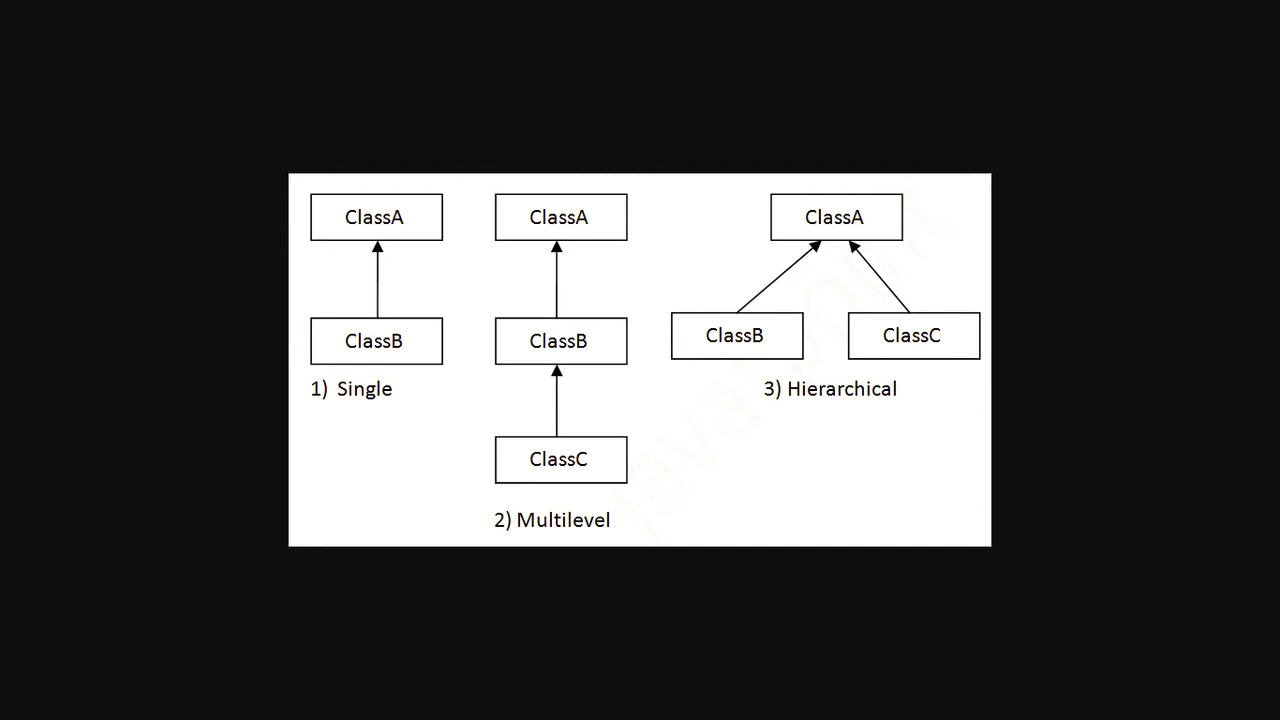 ClassA
ClassB
1) Single
ClassA
ClassB
ClassC
2) Multilevel
ClassA
ClassB
ClassC
3) Hierarchical